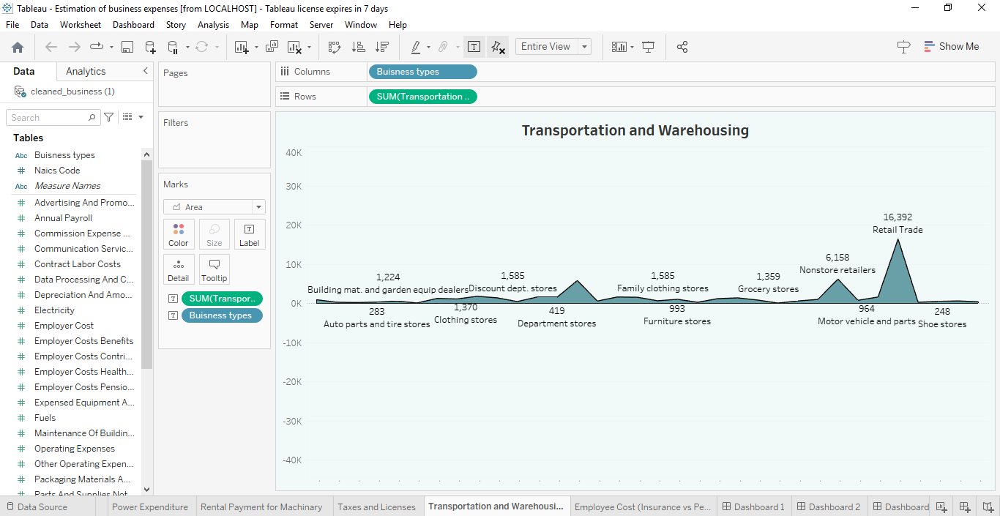 Tableau - Estimation of business expenses [from LOCALHOST] - Tableau license expires in 7 days
File Data Worksheet Dashboard Story Analysis Map Format Server Window Help
Entire View
Show Me
Data Analytics
cleaned_business (1)
Search
Tables
Abc Buisness types
# Naics Code
Abc Measure Names
# Advertising And Promo...
# Annual Payroll
# Commission Expense ...
# Communication Servic...
# Contract Labor Costs
# Data Processing And C...
# Depreciation And Amo...
# Electricity
# Employer Cost
# Employer Costs Benefits
# Employer Costs Contri...
# Employer Costs Health...
# Employer Costs Pensio...
# Expensed Equipment A...
# Fuels
# Maintenance Of Buildin...
# Operating Expenses
# Other Operating Expen...
# Packaging Materials A...
# Parts And Supplies Not
Pages
Filters
Marks
Area
Color Size Label
Detail Tooltip
SUM(Transpor..
Buisness types
Columns Buisness types
Rows SUM(Transportation ..
Transportation and Warehousing
40K
30K
20K
10K
0K
-10K
-20K
-30K
-40K
16,392
Retail Trade
6,158
Nonstore retailers
1,224
Building mat. and garden equip dealers
1,585
Discount dept. stores
1,585
Family clothing stores
1,359
Grocery stores
283
Auto parts and tire stores
1,370
Clothing stores
419
Department stores
993
Furniture stores
964
Motor vehicle and parts
248
Shoe stores
Data Source Power Expenditure Rental Payment for Machinery Taxes and Licenses Transportation and Warehousi... Employee Cost (Insurance vs Pe... Dashboard 1 Dashboard 2 Dashboard